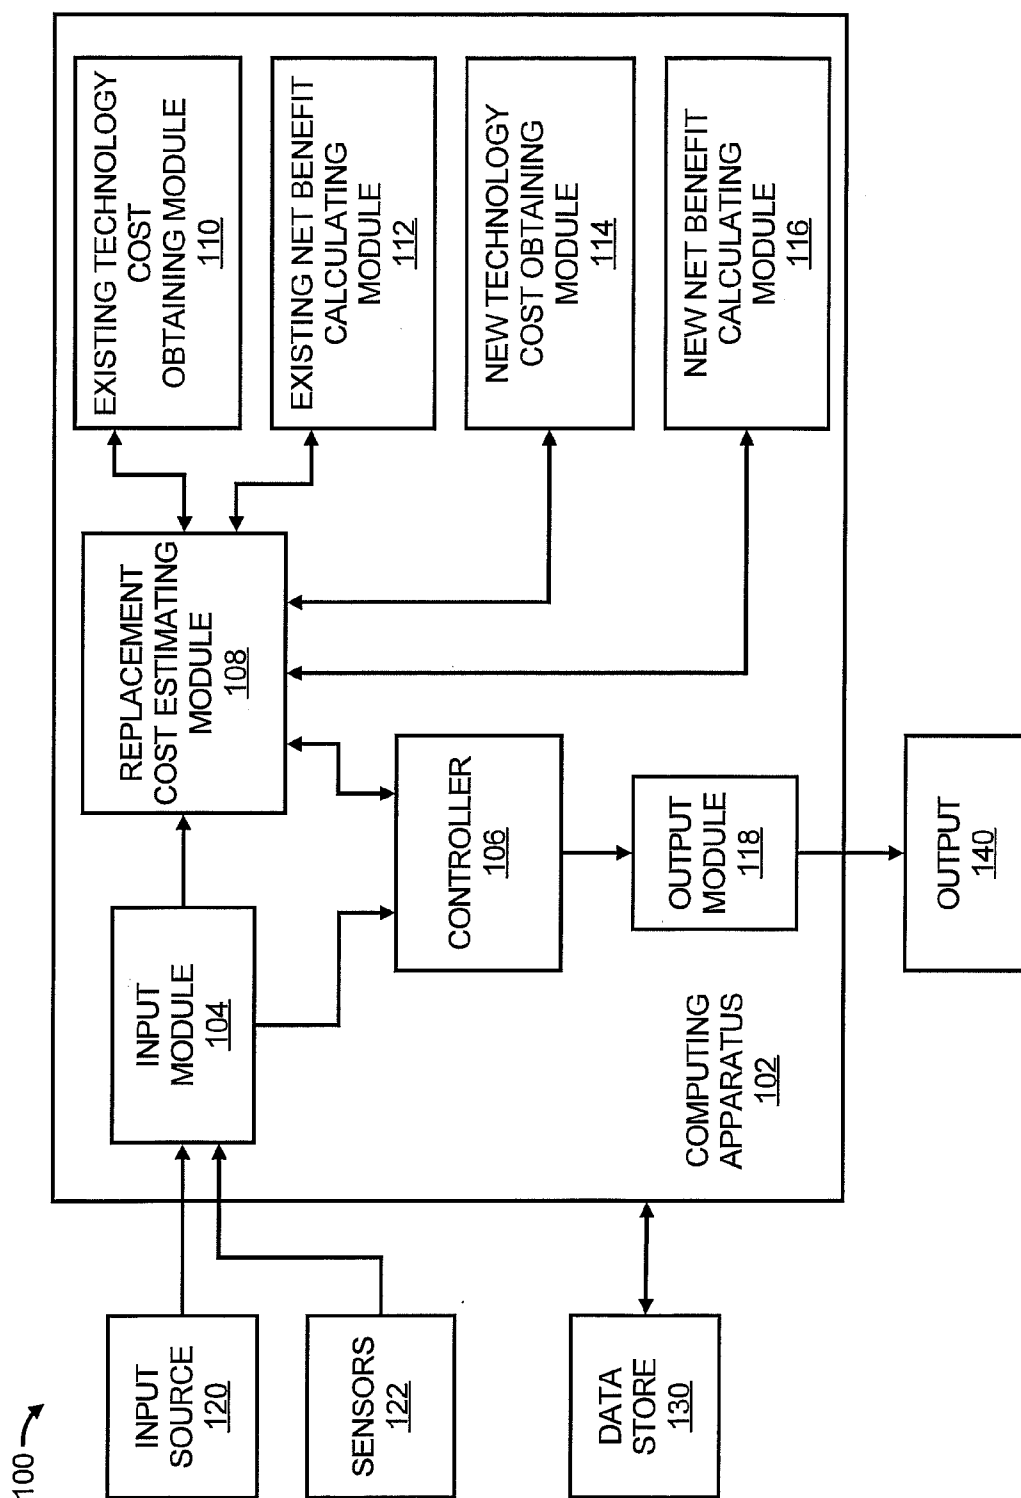 100
INPUT
SOURCE
120
SENSORS
122
DATA
STORE
130
INPUT
MODULE
104
COMPUTING
APPARATUS
102
REPLACEMENT
COST ESTIMATING
MODULE
108
CONTROLLER
106
OUTPUT
MODULE
118
OUTPUT
140
EXISTING TECHNOLOGY
COST
OBTAINING MODULE
110
EXISTING NET BENEFIT
CALCULATING
MODULE
112
NEW TECHNOLOGY
COST OBTAINING
MODULE
114
NEW NET BENEFIT
CALCULATING
MODULE
116